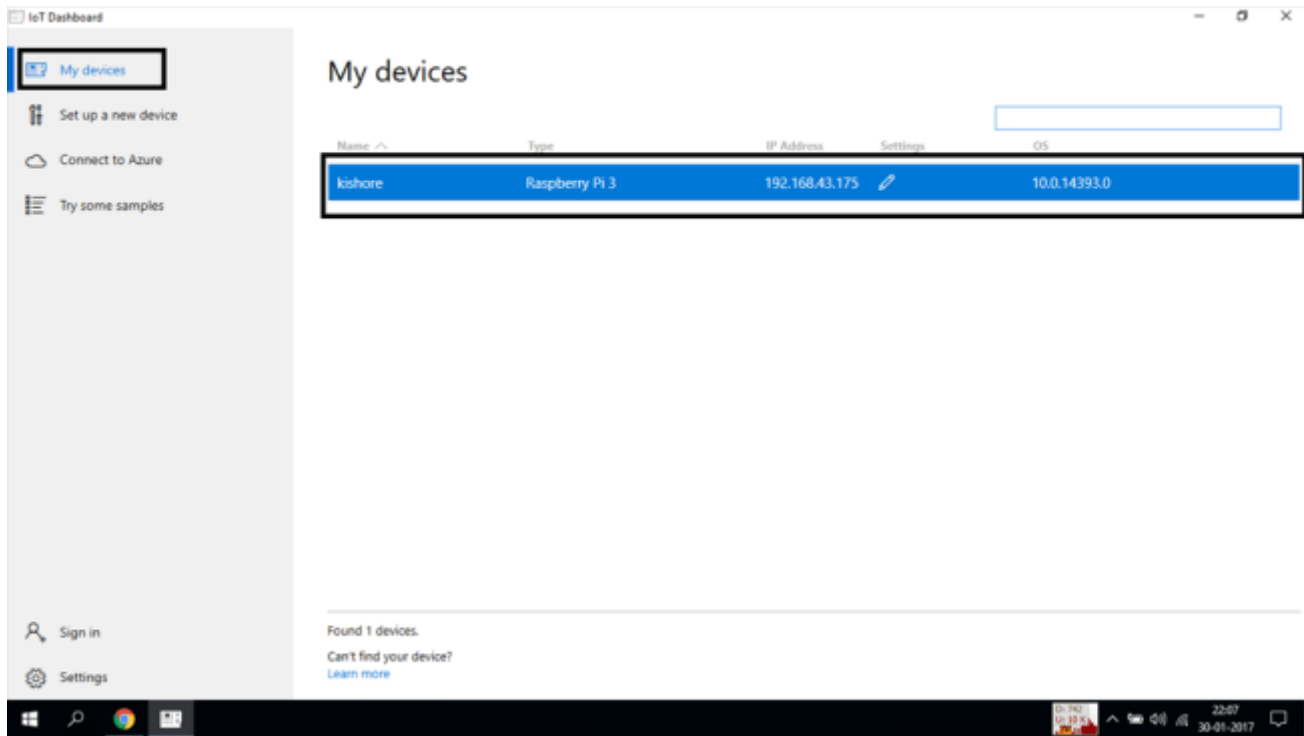 IoT Dashboard
My devices
Set up a new device
Connect to Azure
Try some samples
Sign in
Settings
My devices
Name Type IP Address Settings OS
kishore Raspberry Pi 3 192.168.43.175 10.0.14393.0
Found 1 devices.
Can't find your device?
Learn more
22:07
30-01-2017